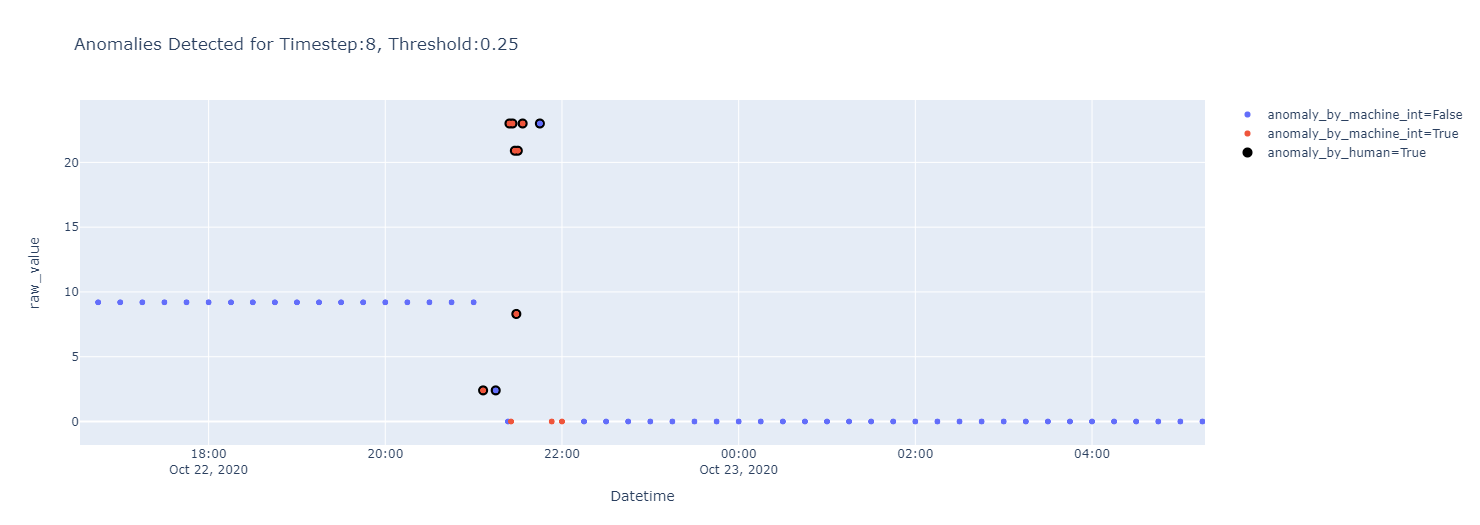 Anomalies Detected for Timestep:8, Threshold:0.25
anomaly_by_machine_int=False
anomaly_by_machine_int=True
anomaly_by_human=True
raw_value
20
15
10
5
0
18:00
Oct 22, 2020
20:00
22:00
00:00
Oct 23, 2020
02:00
04:00
Datetime